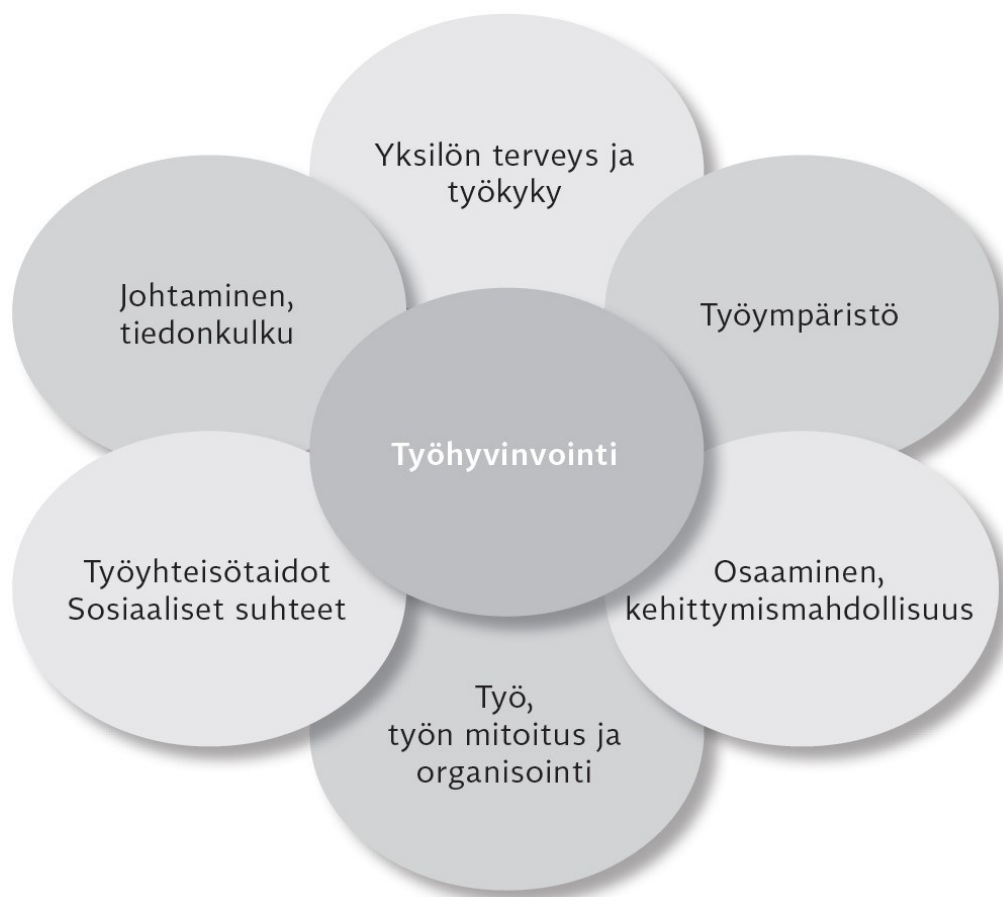 Yksilön terveys ja
työkyky
Johtaminen,
tiedonkulku
Työympäristö
Työhyvinvointi
Työyhteisötaidot
Sosiaaliset suhteet
Osaaminen,
kehittymismahdollisuus
Työ,
työn mitoitus ja
organisointi